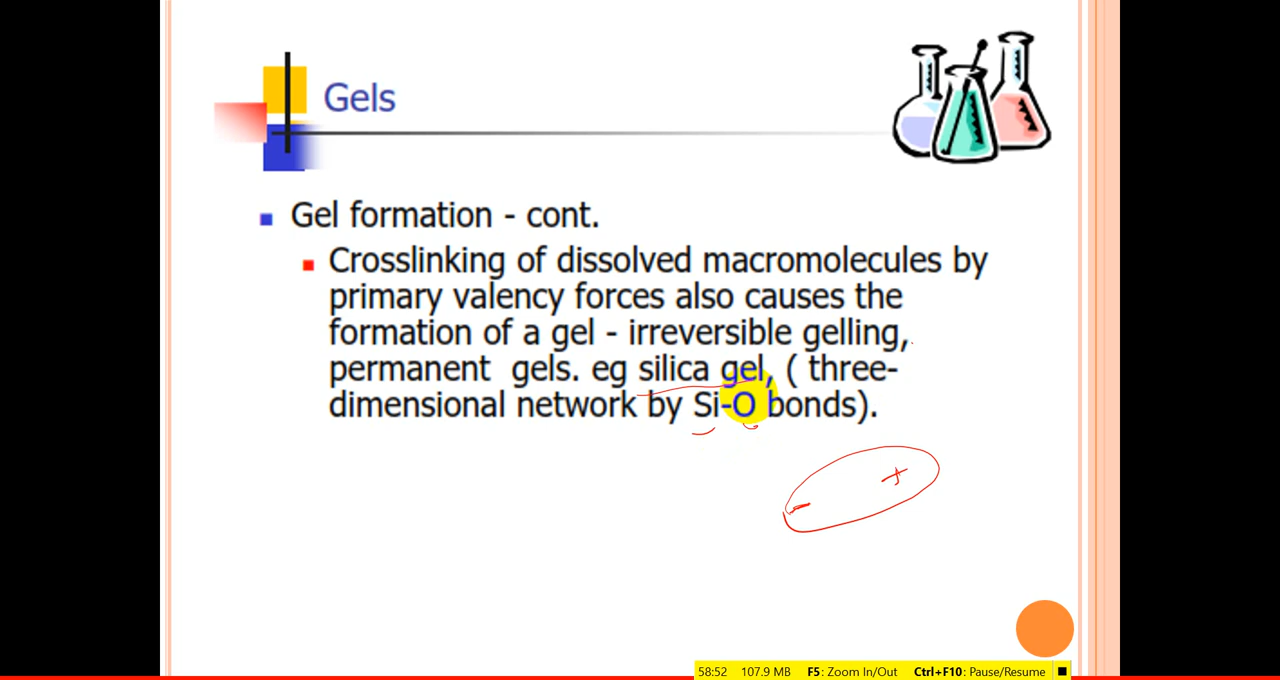 Gels
Gel formation - cont.
Crosslinking of dissolved macromolecules by
primary valency forces also causes the
formation of a gel - irreversible gelling,
permanent gels. eg silica gel, ( three-
dimensional network by Si-O bonds).
- +
58:52 107.9 MB F5: Zoom In/Out Ctrl+F10: Pause/Resume